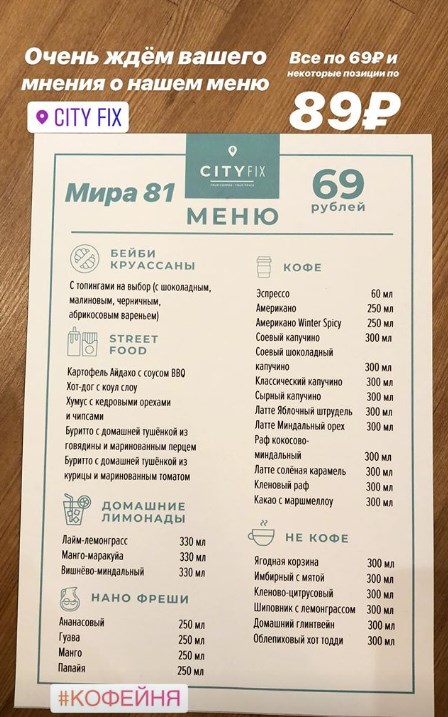 Очень ждём вашего
мнения о нашем меню
CITY FIX
Все по 69₽ и
некоторые позиции по
89₽
CITYFIX
Мира 81
69
рублей
МЕНЮ
БЕЙБИ
КРУАССАНЫ
С топингами на выбор (с шоколадным,
малиновым, черничным,
абрикосовым вареньем)
STREET
FOOD
Картофель Айдахо с соусом BBQ
Хот-дог с коул слоу
Хумус с кедровыми орехами
и чипсами
Буритто с домашней тушёнкой из
говядины и маринованным перцем
Буритто с домашней тушёнкой из
курицы и маринованным томатом
ДОМАШНИЕ
ЛИМОНАДЫ
Лайм-лемонграсс 330 мл
Манго-маракуйа 330 мл
Вишнёво-миндальный 330 мл
НАНО ФРЕШИ
Ананасовый 250 мл
Гуава 250 мл
Манго 250 мл
Папайя 250 мл
КОФЕ
Эспрессо 60 мл
Американо 250 мл
Американо Winter Spicy 250 мл
Соевый капучино 300 мл
Соевый шоколадный
капучино 300 мл
Классический капучино 300 мл
Сырный капучино 300 мл
Латте Яблочный штрудель 300 мл
Латте Миндальный орех 300 мл
Раф кокосово-
миндальный 300 мл
Латте солёная карамель 300 мл
Кленовый раф 300 мл
Какао с маршмеллоу 300 мл
НЕ КОФЕ
Ягодная корзина 300 мл
Имбирный с мятой 300 мл
Кленово-цитрусовый 300 мл
Шиповник с лемонграссом 300 мл
Домашний глинтвейн 300 мл
Облепиховый хот тодди 300 мл
#КОФЕЙНЯ